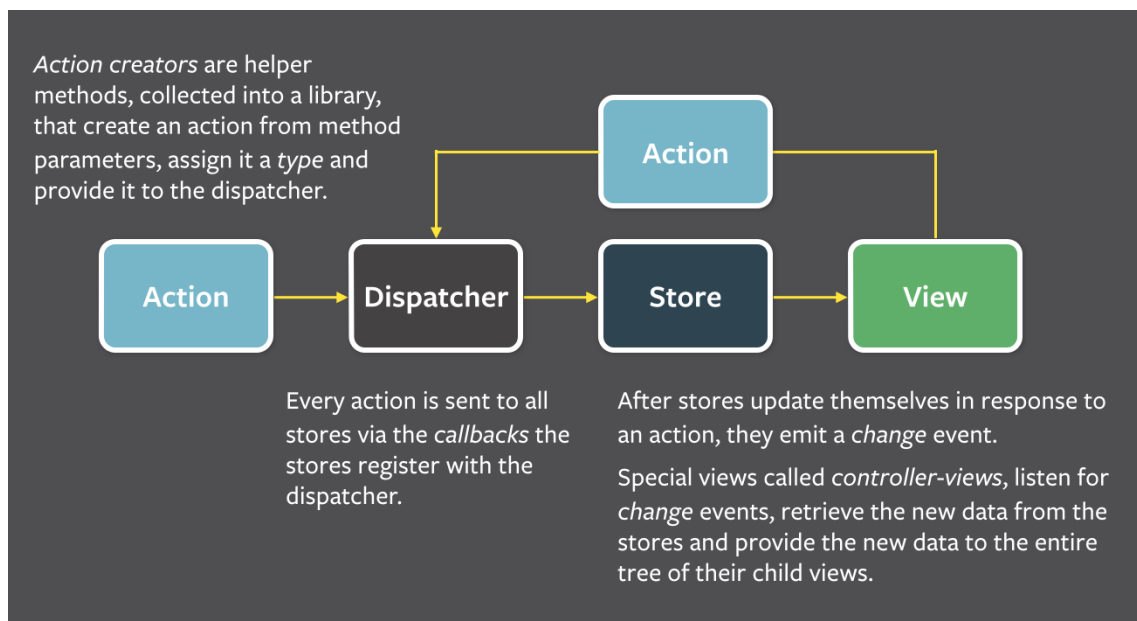 Action creators are helper
methods, collected into a library,
that create an action from method
parameters, assign it a type and
provide it to the dispatcher.
Action
Action
Dispatcher
Store
View
Every action is sent to all
stores via the callbacks the
stores register with the
dispatcher.
After stores update themselves in response to
an action, they emit a change event.
Special views called controller-views, listen for
change events, retrieve the new data from the
stores and provide the new data to the entire
tree of their child views.